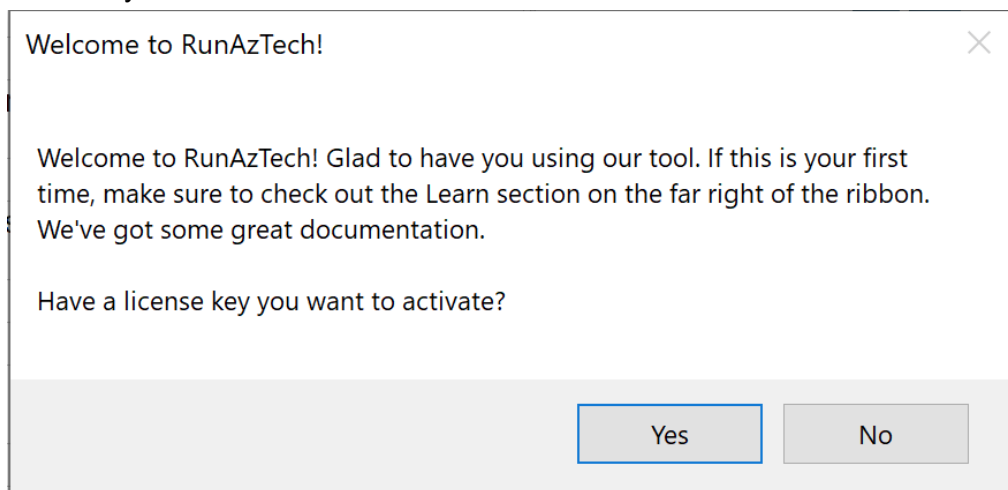 Welcome to RunAzTech!
Welcome to RunAzTech! Glad to have you using our tool. If this is your first
time, make sure to check out the Learn section on the far right of the ribbon.
We've got some great documentation.
Have a license key you want to activate?
Yes No